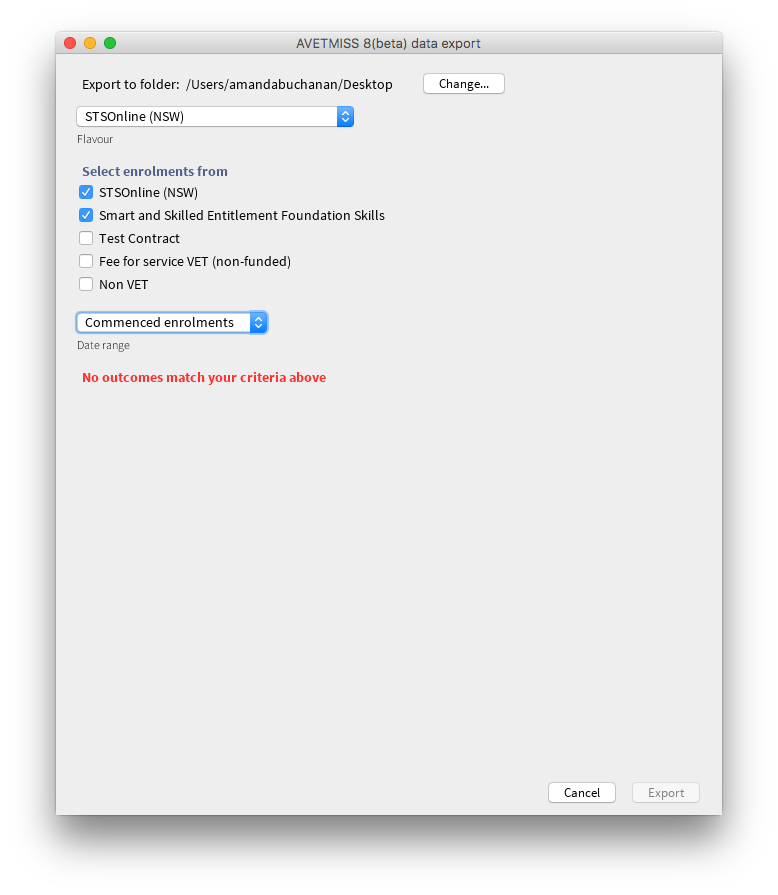 AVETMISS 8(beta) data export
Export to folder: /Users/amandabuchanan/Desktop Change...
STSOnline (NSW)
Flavour
Select enrolments from
STSOnline (NSW)
Smart and Skilled Entitlement Foundation Skills
Test Contract
Fee for service VET (non-funded)
Non VET
Commenced enrolments
Date range
No outcomes match your criteria above
Cancel Export